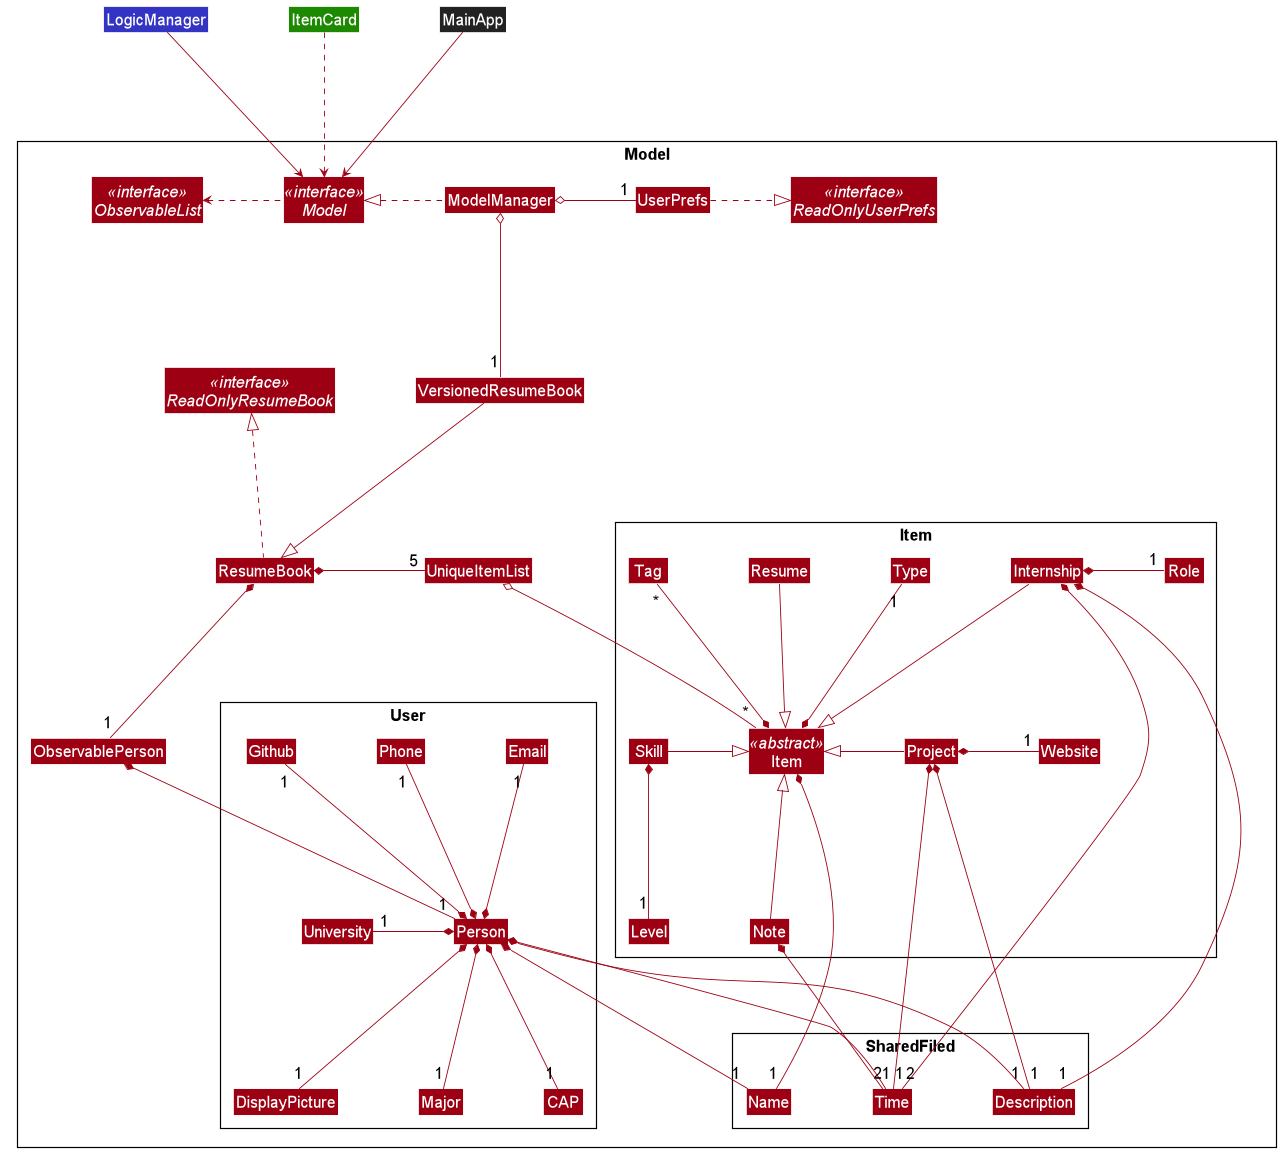 LogicManager
ItemCard
MainApp
Model
«interface»
ObservableList
«interface»
Model
ModelManager
1
UserPrefs
«interface»
ReadOnlyUserPrefs
1
«interface»
ReadOnlyResumeBook
VersionedResumeBook
Item
ResumeBook
5
UniqueItemList
Tag
Resume
Type
Internship
1
Role
*
1
*
User
1
ObservablePerson
Github
Phone
Email
Skill
«abstract»
Item
Project
1
Website
1
1
1
1
1
University
1
Person
Level
Note
SharedFiled
1
1
1
1
1
2
1
1
2
1
1
1
DisplayPicture
Major
CAP
Name
Time
Description